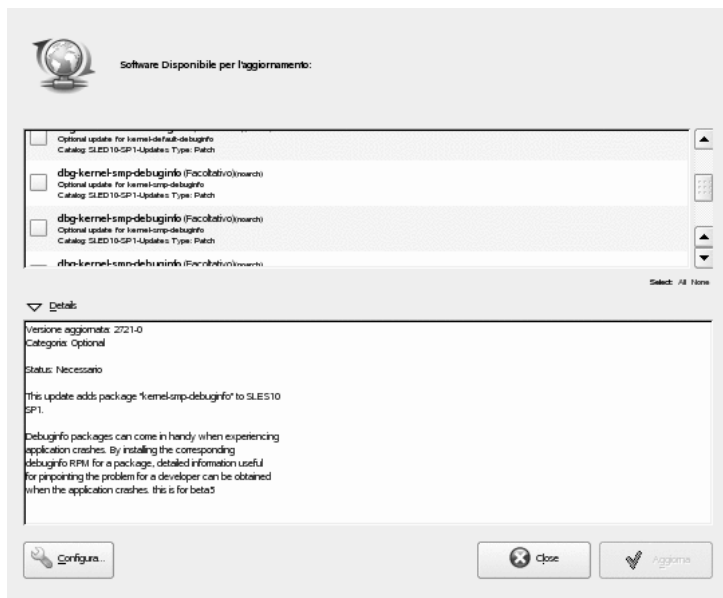 Software Disponibile per l'aggiornamento:
Optional update for kernel-default-debuginfo
Catalog: SLED10-SP1-Updates Type: Patch
dbg-kernel-smp-debuginfo (Facoltativo)(noarch)
Optional update for kernel-smp-debuginfo
Catalog: SLED10-SP1-Updates Type: Patch
dbg-kernel-smp-debuginfo (Facoltativo)(noarch)
Optional update for kernel-smp-debuginfo
Catalog: SLED10-SP1-Updates Type: Patch
dbg-kernel-smp-debuginfo (Facoltativo)(noarch)
Select: All None
Details
Versione aggiornata: 2721-0
Categoria: Optional
Status: Necessario
This update adds package "kernel-smp-debuginfo" to SLES10
SP1.
Debuginfo packages can come in handy when experiencing
application crashes. By installing the corresponding
debuginfo RPM for a package, detailed information useful
for pinpointing the problem for a developer can be obtained
when the application crashes. this is for beta5
Configura...
Close
Aggiorna